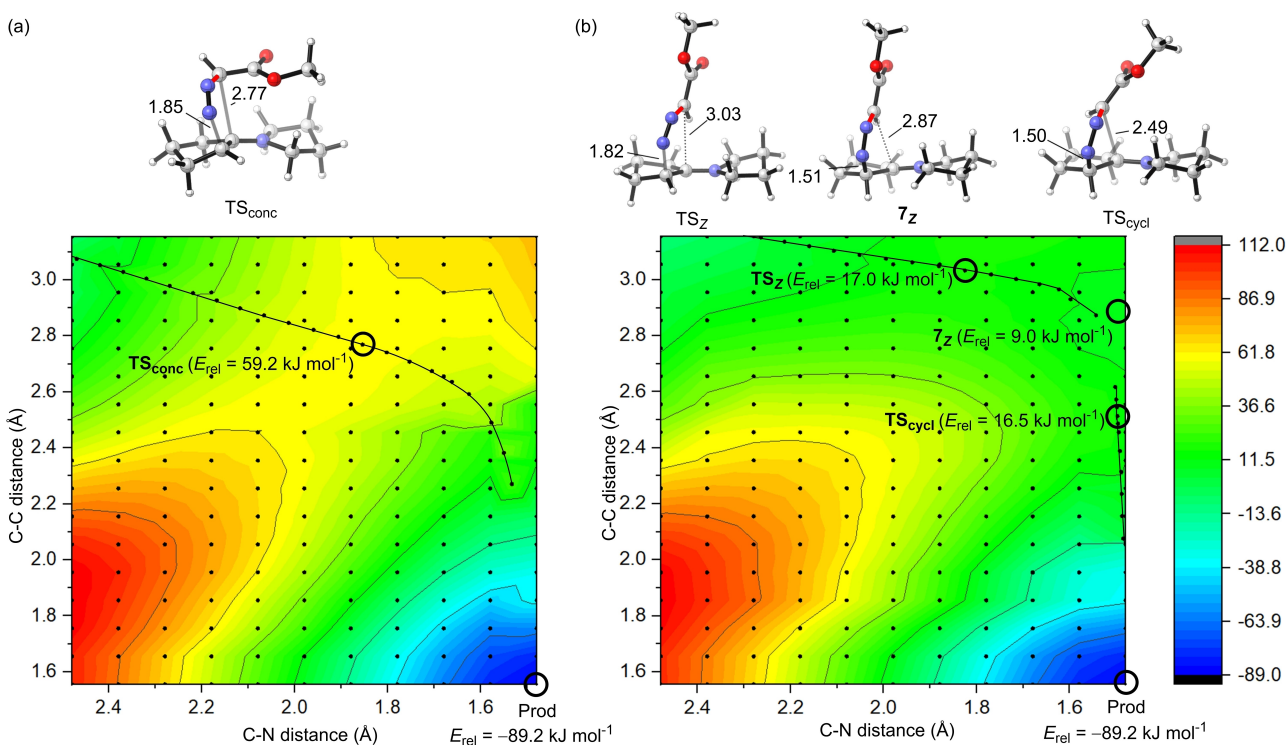 (a)
2.77
1.85
TSconc
(b)
3.03
1.82
TSZ
2.87
1.51
7Z
2.49
1.50
TScycl
C-C distance (Å)
3.0
2.8
2.6
2.4
2.2
2.0
1.8
1.6
TSconc (Erel = 59.2 kJ mol−1)
2.4 2.2 2.0 1.8 1.6
C-N distance (Å)
Prod
Erel = −89.2 kJ mol−1
C-C distance (Å)
3.0
2.8
2.6
2.4
2.2
2.0
1.8
1.6
TSZ (Erel = 17.0 kJ mol−1)
7Z (Erel = 9.0 kJ mol−1)
TScycl (Erel = 16.5 kJ mol−1)
2.4 2.2 2.0 1.8 1.6
C-N distance (Å)
Prod
Erel = −89.2 kJ mol−1
112.0
86.9
61.8
36.6
11.5
-13.6
-38.8
-63.9
-89.0